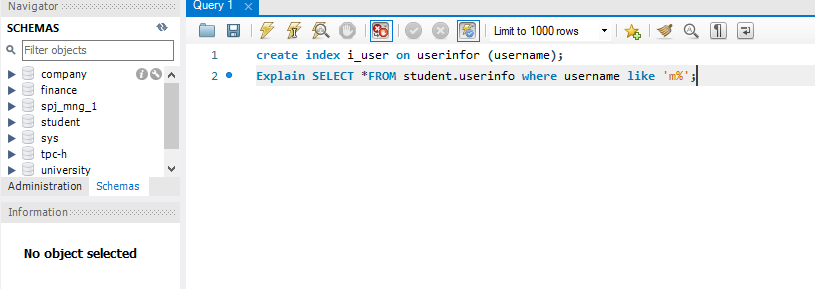 Navigator
SCHEMAS
Filter objects
company
finance
spj_mng_1
student
sys
tpc-h
university
Administration Schemas
Information
No object selected
Query 1
Limit to 1000 rows
1 create index i_user on userinfor (username);
2 Explain SELECT *FROM student.userinfo where username like 'm%';